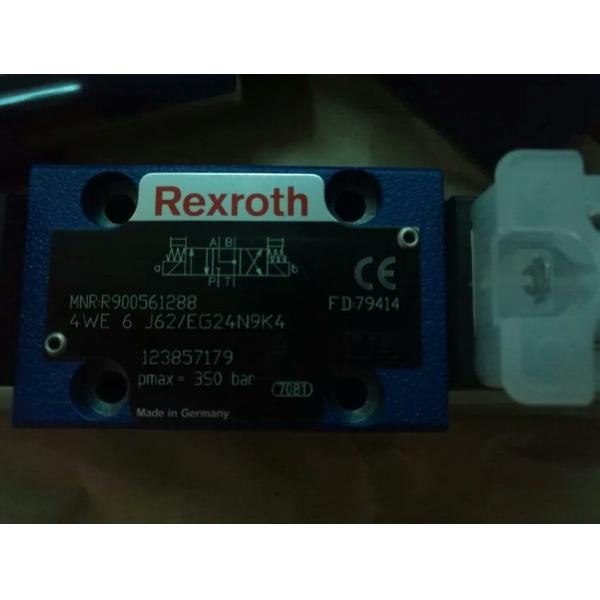 Rexroth
A B
a b
P T
CE
MNR:R900561288 FD:79414
4WE 6 J62/EG24N9K4
123857179
pmax= 350 bar 7081
Made in Germany